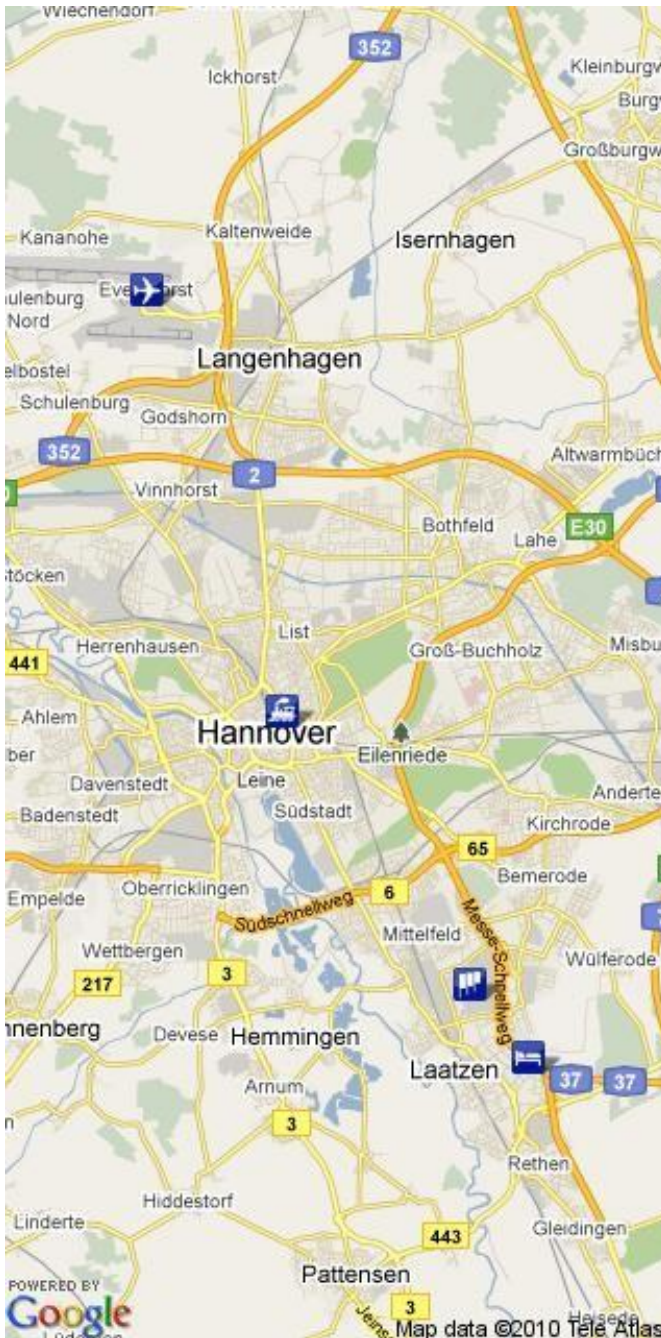 Wiechendorf
352
Ickhorst
Kleinburgw
Burgw
Großburgw
Kananohe
Kaltenweide
Isernhagen
ulenburg
Nord
Langenhagen
elbostel
Schulenburg
Godshorn
352
2
Altwarmbüch
Vinnhorst
Bothfeld
E30
Lahe
Stöcken
List
Herrenhausen
Groß-Buchholz
Misbu
441
Ahlem
Hannover
ber
Eilenriede
Davenstedt
Leine
Anderte
Badenstedt
Südstadt
Kirchrode
65
Empelde
Oberricklingen
6
Bemerode
Südschnellweg
Messe-Schnellweg
Mittelfeld
Wettbergen
3
Wülferode
217
nnenberg
Devese
Hemmingen
Laatzen
37
37
Arnum
3
Rethen
Hiddestorf
Linderte
443
Gleidingen
Pattensen
POWERED BY
Google
3
Jeins
Heisede
Map data ©2010 Tele Atlas